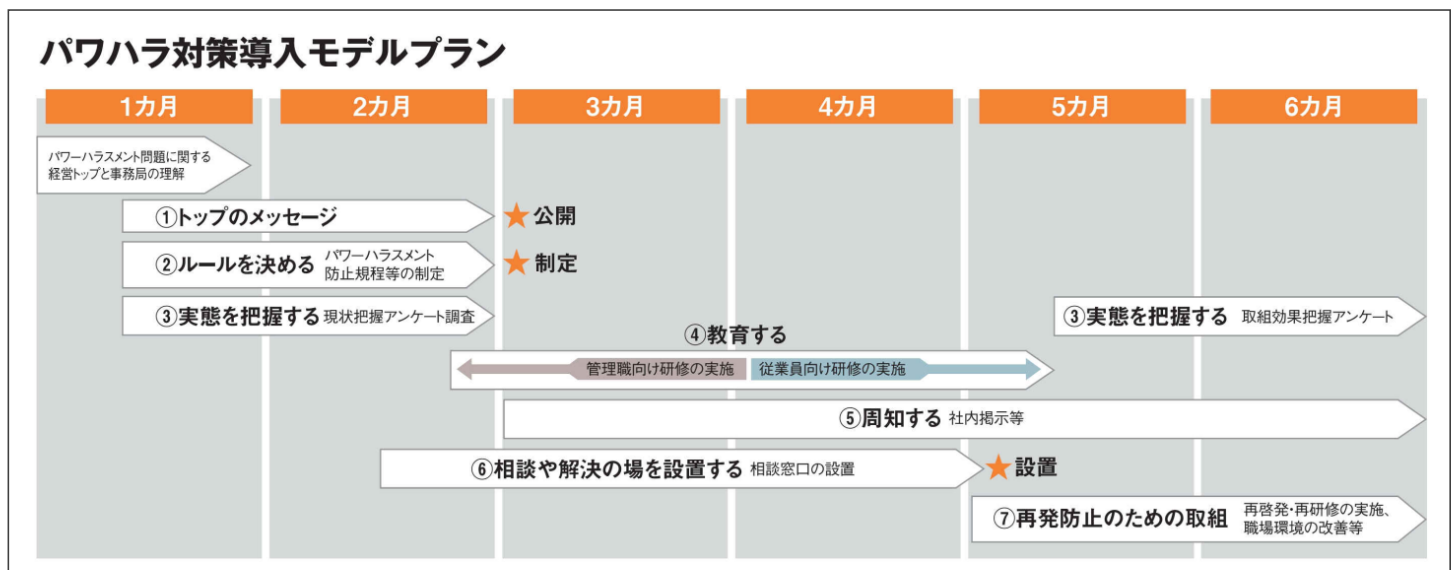 パワハラ対策導入モデルプラン
1カ月
2カ月
3カ月
4カ月
5カ月
6カ月
パワーハラスメント問題に関する
経営トップと事務局の理解
①トップのメッセージ
★公開
②ルールを決める パワーハラスメント
防止規程等の制定
★制定
③実態を把握する 現状把握アンケート調査
③実態を把握する 取組効果把握アンケート
④教育する
管理職向け研修の実施
従業員向け研修の実施
⑤周知する 社内掲示等
⑥相談や解決の場を設置する 相談窓口の設置
★設置
⑦再発防止のための取組 再啓発・再研修の実施、
職場環境の改善等